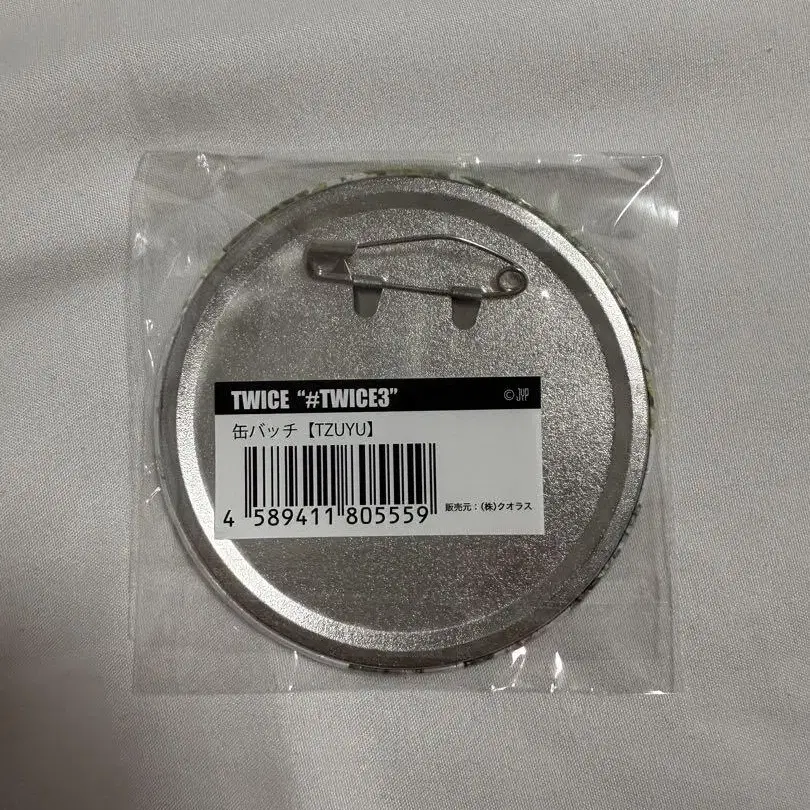 TWICE "#TWICE3"
© JYP
缶バッチ【TZUYU】
4 589411 805559
販売元：(株)クオラス